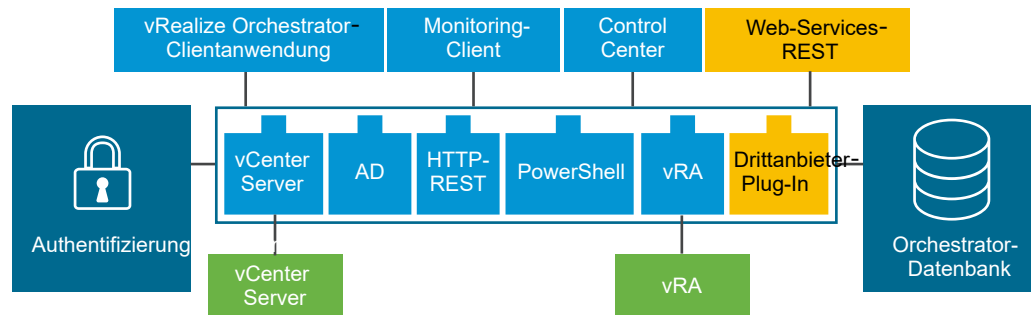 vRealize Orchestrator-
Clientanwendung
Monitoring-
Client
Control
Center
Web-Services-
REST
Authentifizierung
vCenter
Server
AD
HTTP-
REST
PowerShell
vRA
Drittanbieter-
Plug-In
Orchestrator-
Datenbank
vCenter
Server
vRA